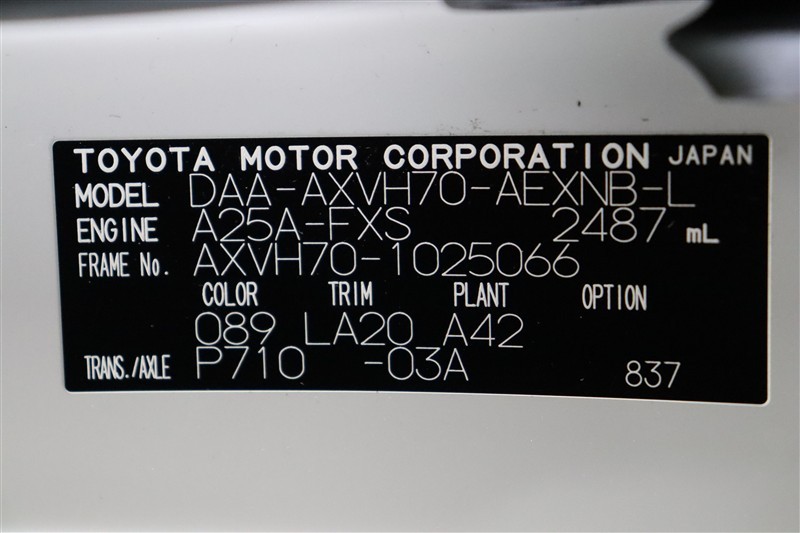 TOYOTA MOTOR CORPORATION JAPAN
MODEL DAA-AXVH70-AEXNB-L
ENGINE A25A-FXS 2487 mL
FRAME No. AXVH70-1025066
COLOR TRIM PLANT OPTION
089 LA20 A42
TRANS./AXLE P710 -03A 837